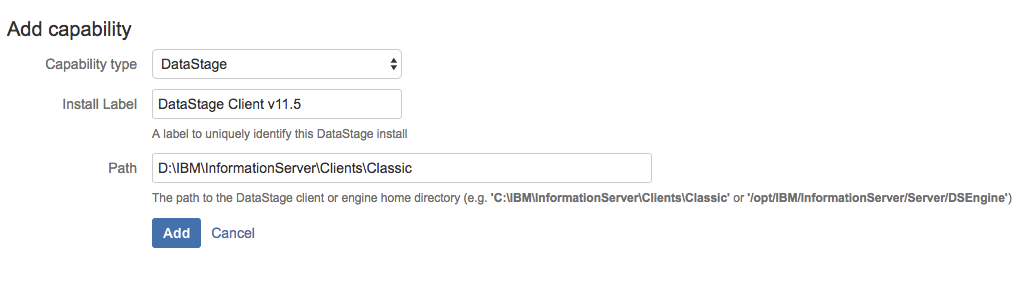 Add capability
Capability type DataStage
Install Label DataStage Client v11.5
A label to uniquely identify this DataStage install
Path D:\IBM\InformationServer\Clients\Classic
The path to the DataStage client or engine home directory (e.g. 'C:\IBM\InformationServer\Clients\Classic' or '/opt/IBM/InformationServer/Server/DSEngine')
Add Cancel